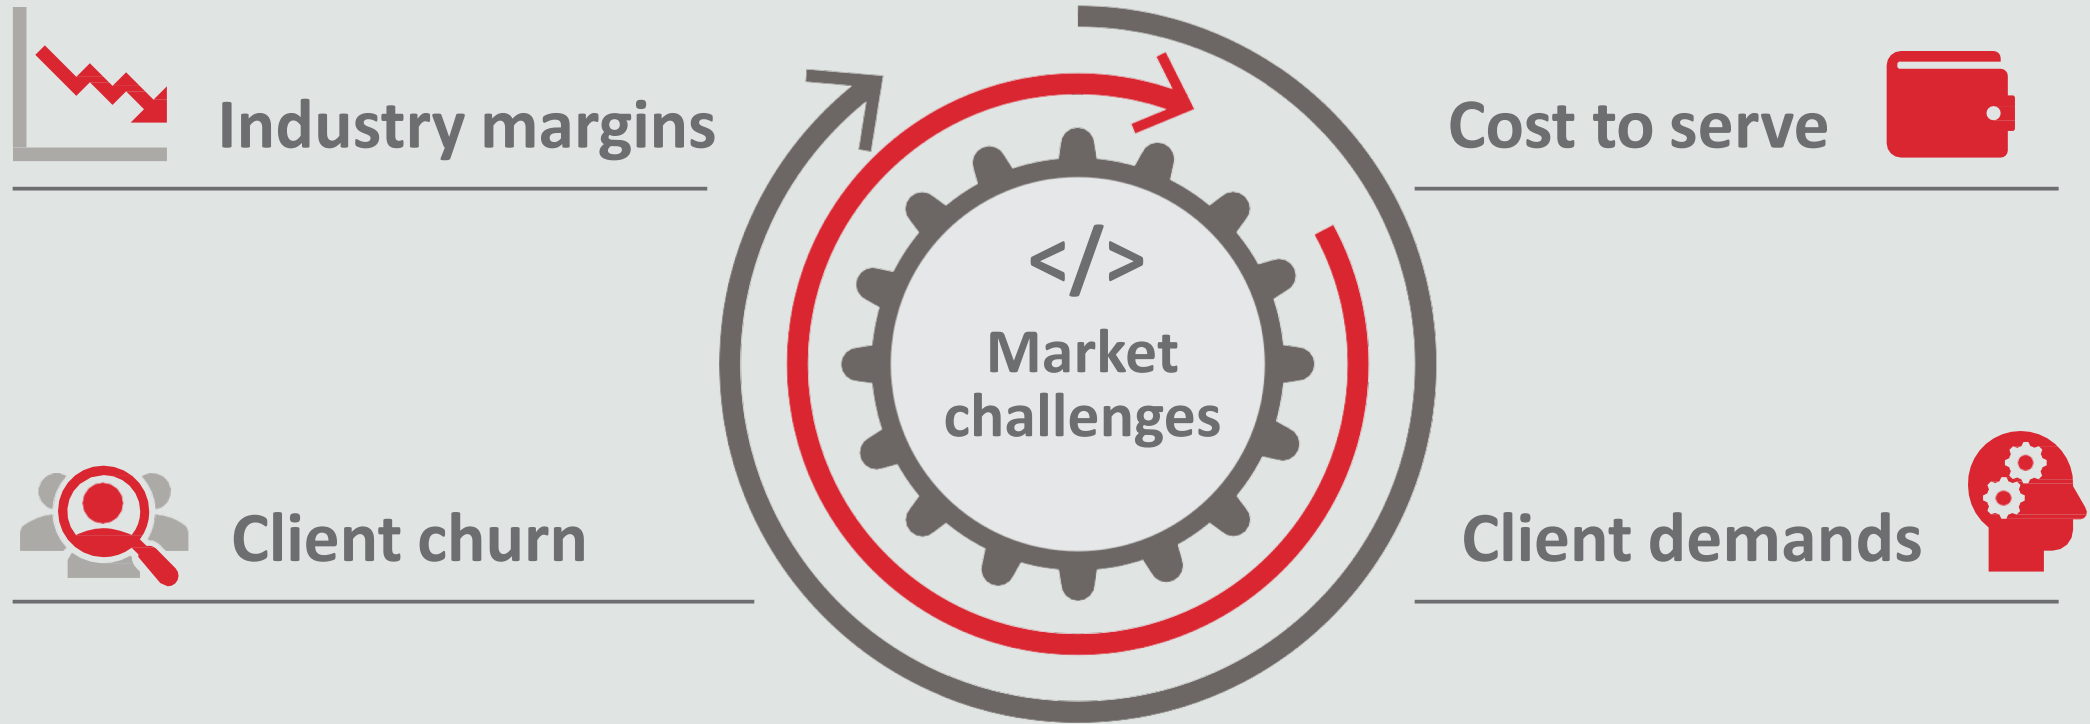 Industry margins
Cost to serve
</>
Market
challenges
Client churn
Client demands